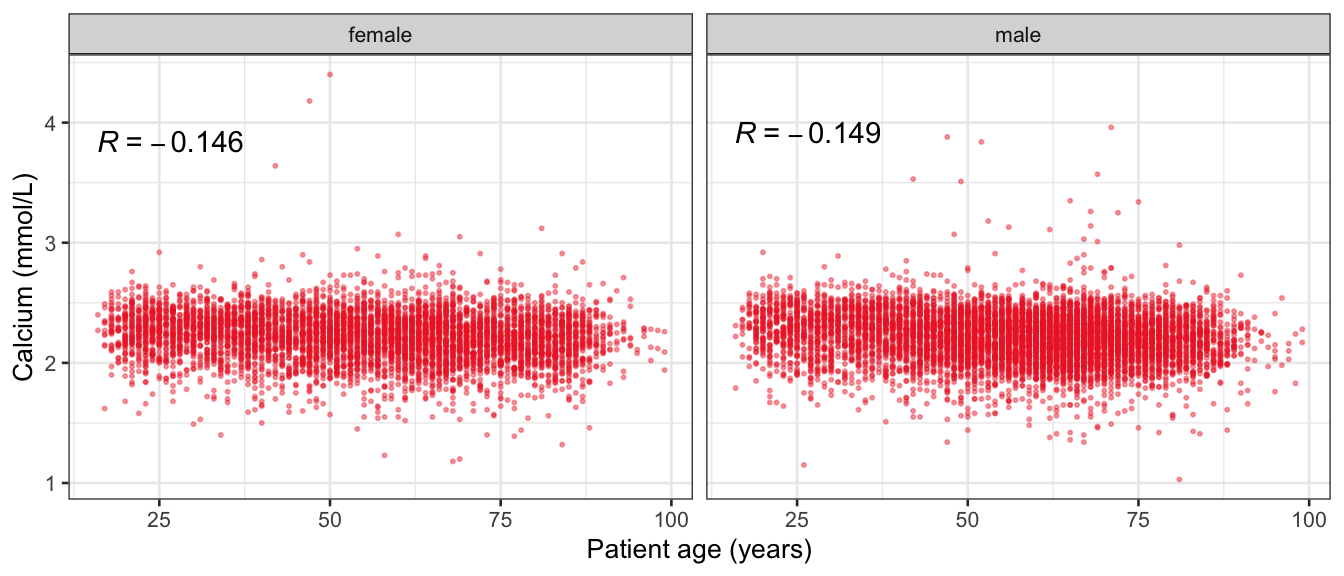 female
male
4
3
2
1
R = −0.146
R = −0.149
25
50
75
100
25
50
75
100
Patient age (years)
Calcium (mmol/L)